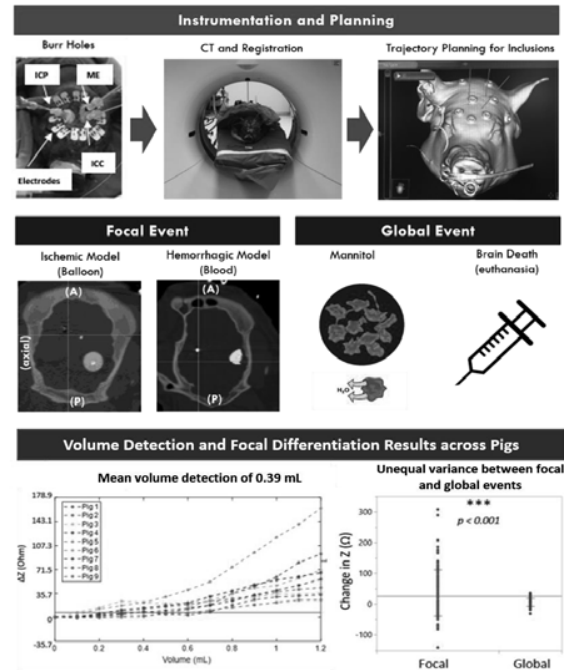 Instrumentation and Planning
Burr Holes
CT and Registration
Trajectory Planning for Inclusions
ICP
ME
ICC
Electrodes
Focal Event
Global Event
Ischemic Model
(Balloon)
Hemorrhagic Model
(Blood)
Mannitol
Brain Death
(euthanasia)
(A)
(A)
(axial)
(P)
(P)
H₂O
Volume Detection and Focal Differentiation Results across Pigs
Mean volume detection of 0.39 mL
Unequal variance between focal
and global events
ΔZ (Ohm)
178.9
143.1
107.3
71.5
35.7
0
-35.7
Pig 1
Pig 2
Pig 3
Pig 4
Pig 5
Pig 6
Pig 7
Pig 8
Pig 9
0 0.2 0.4 0.6 0.8 1 1.2
Volume (mL)
***
p < 0.001
Change in Z (Ω)
300
200
100
0
-100
Focal Global